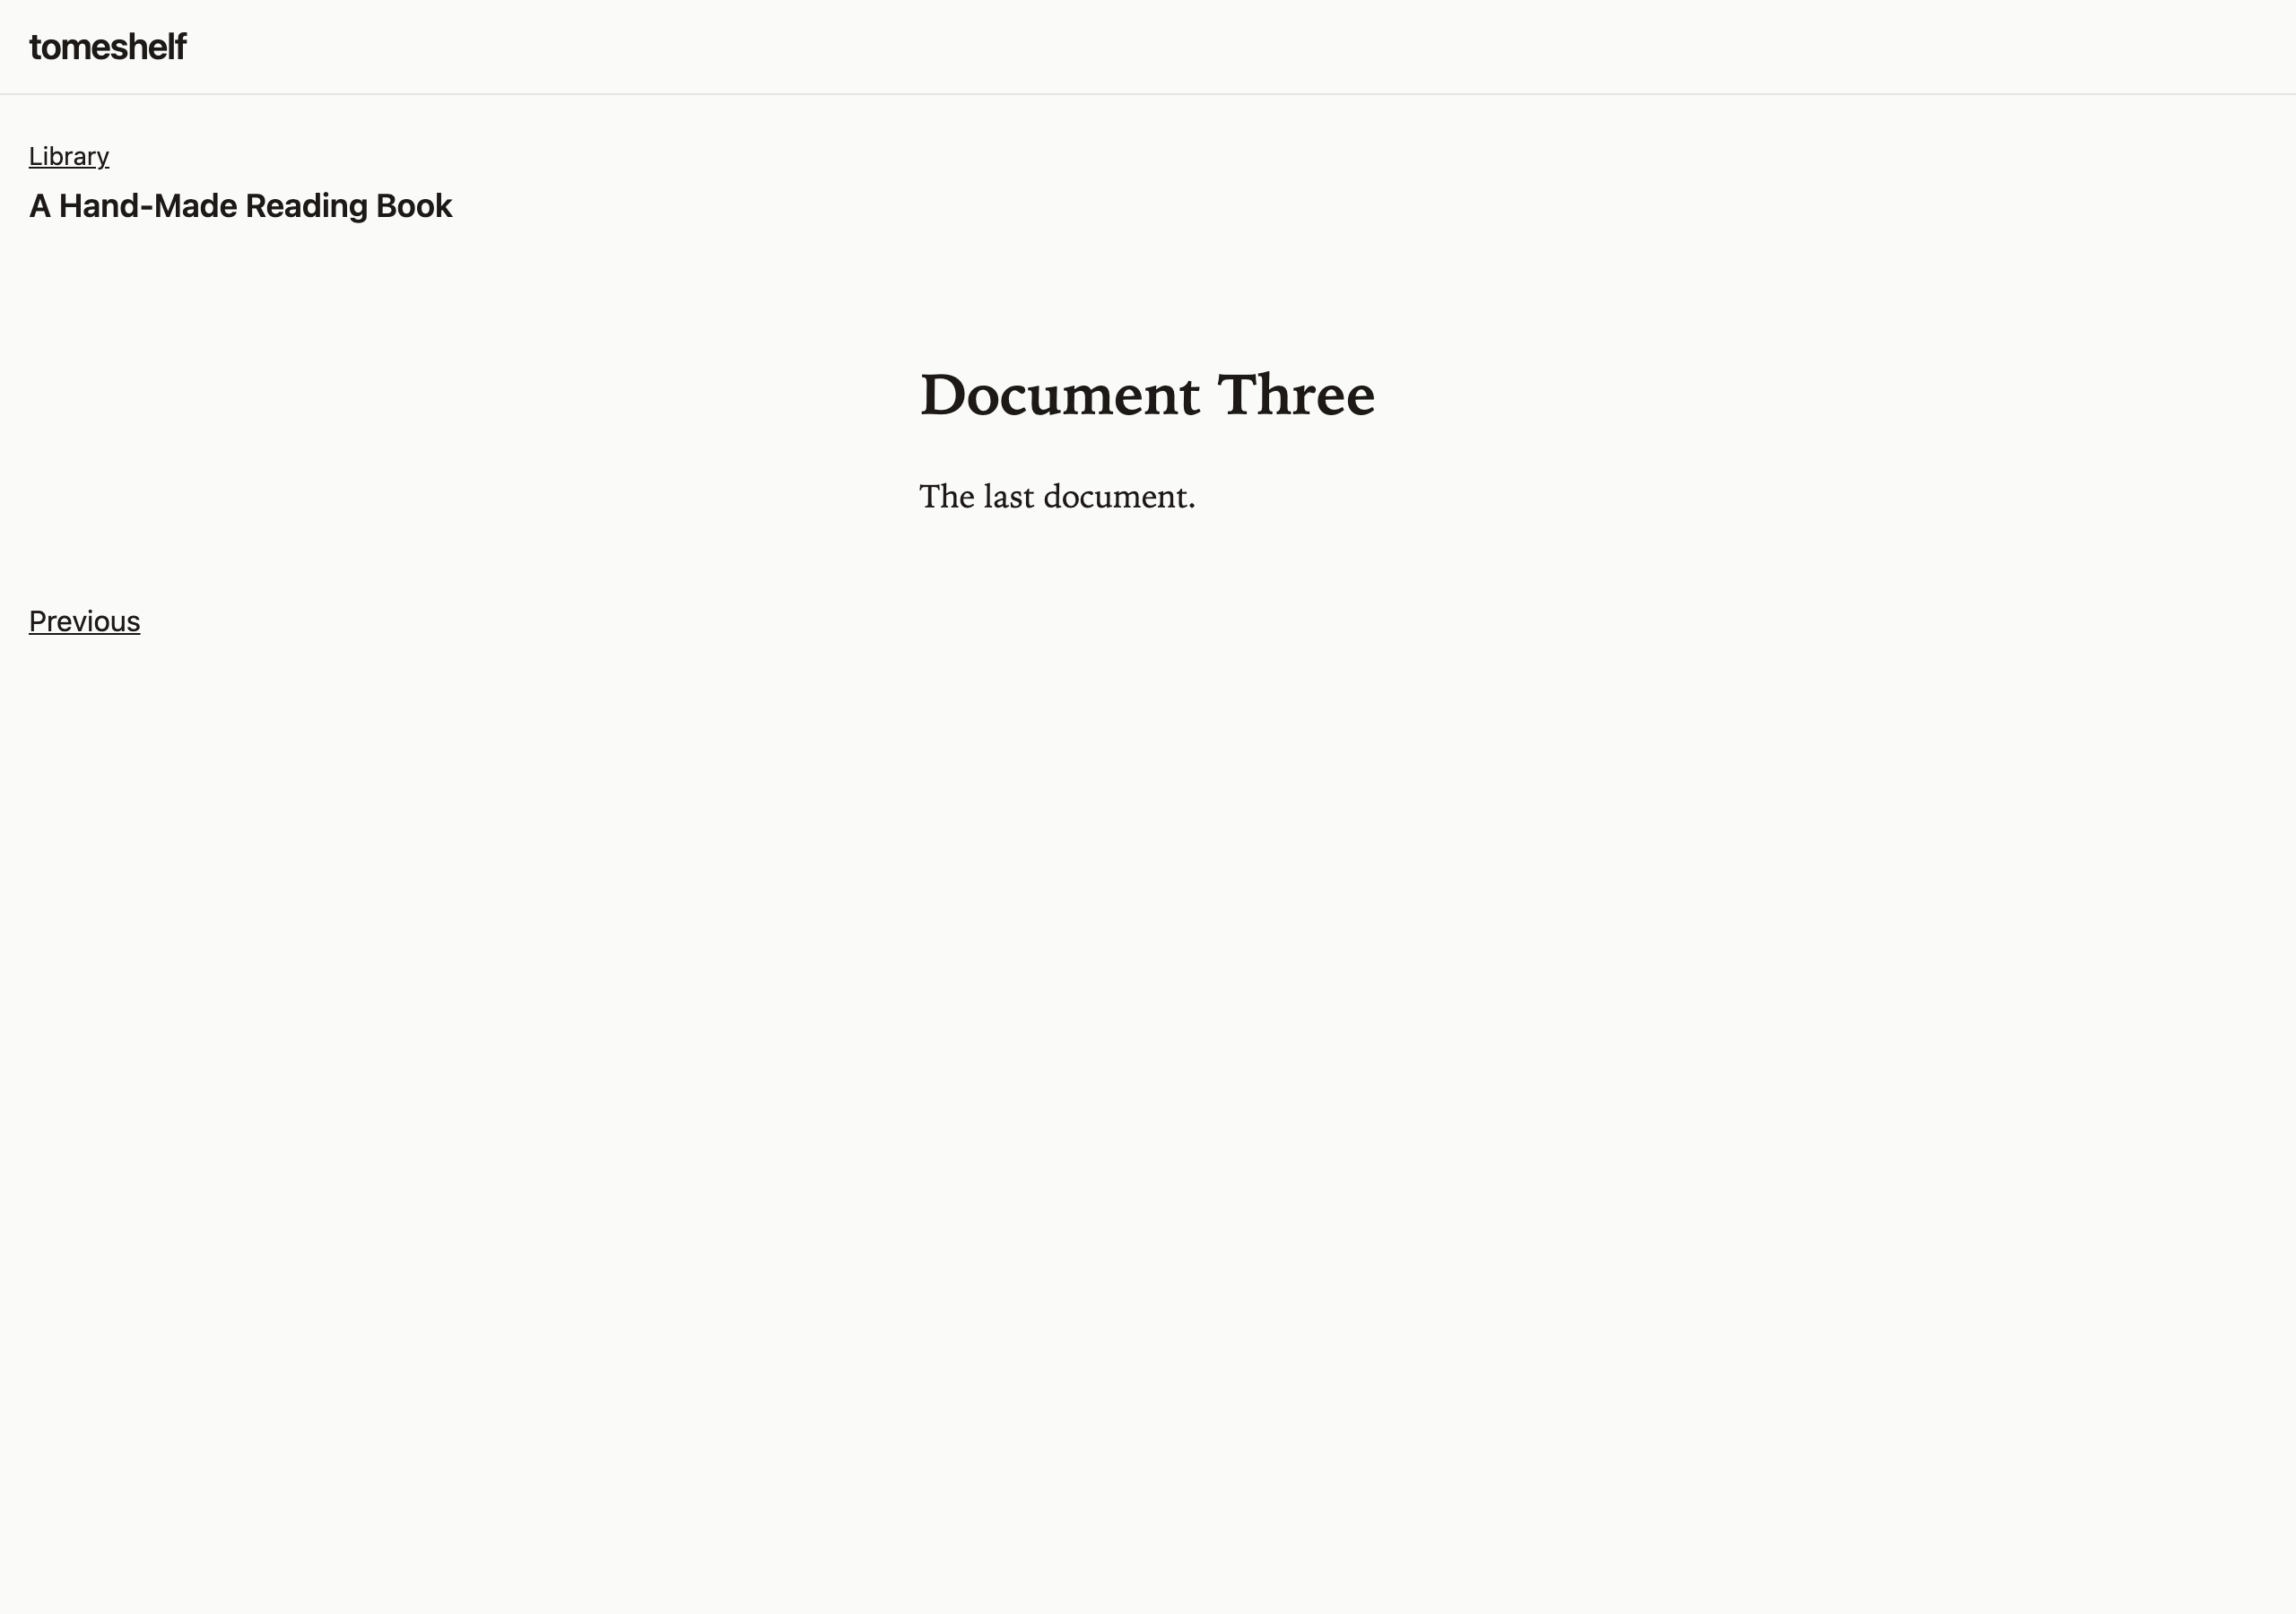 tomeshelf
Library
A Hand-Made Reading Book
Document Three
The last document.
Previous